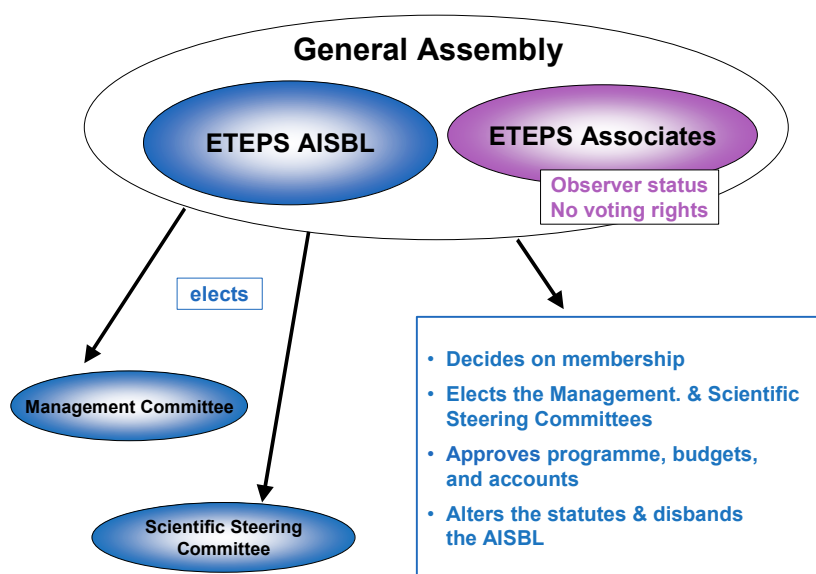 General Assembly
ETEPS AISBL
ETEPS Associates
Observer status
No voting rights
elects
Management Committee
Scientific Steering
Committee
• Decides on membership
• Elects the Management. & Scientific
Steering Committees
• Approves programme, budgets,
and accounts
• Alters the statutes & disbands
the AISBL